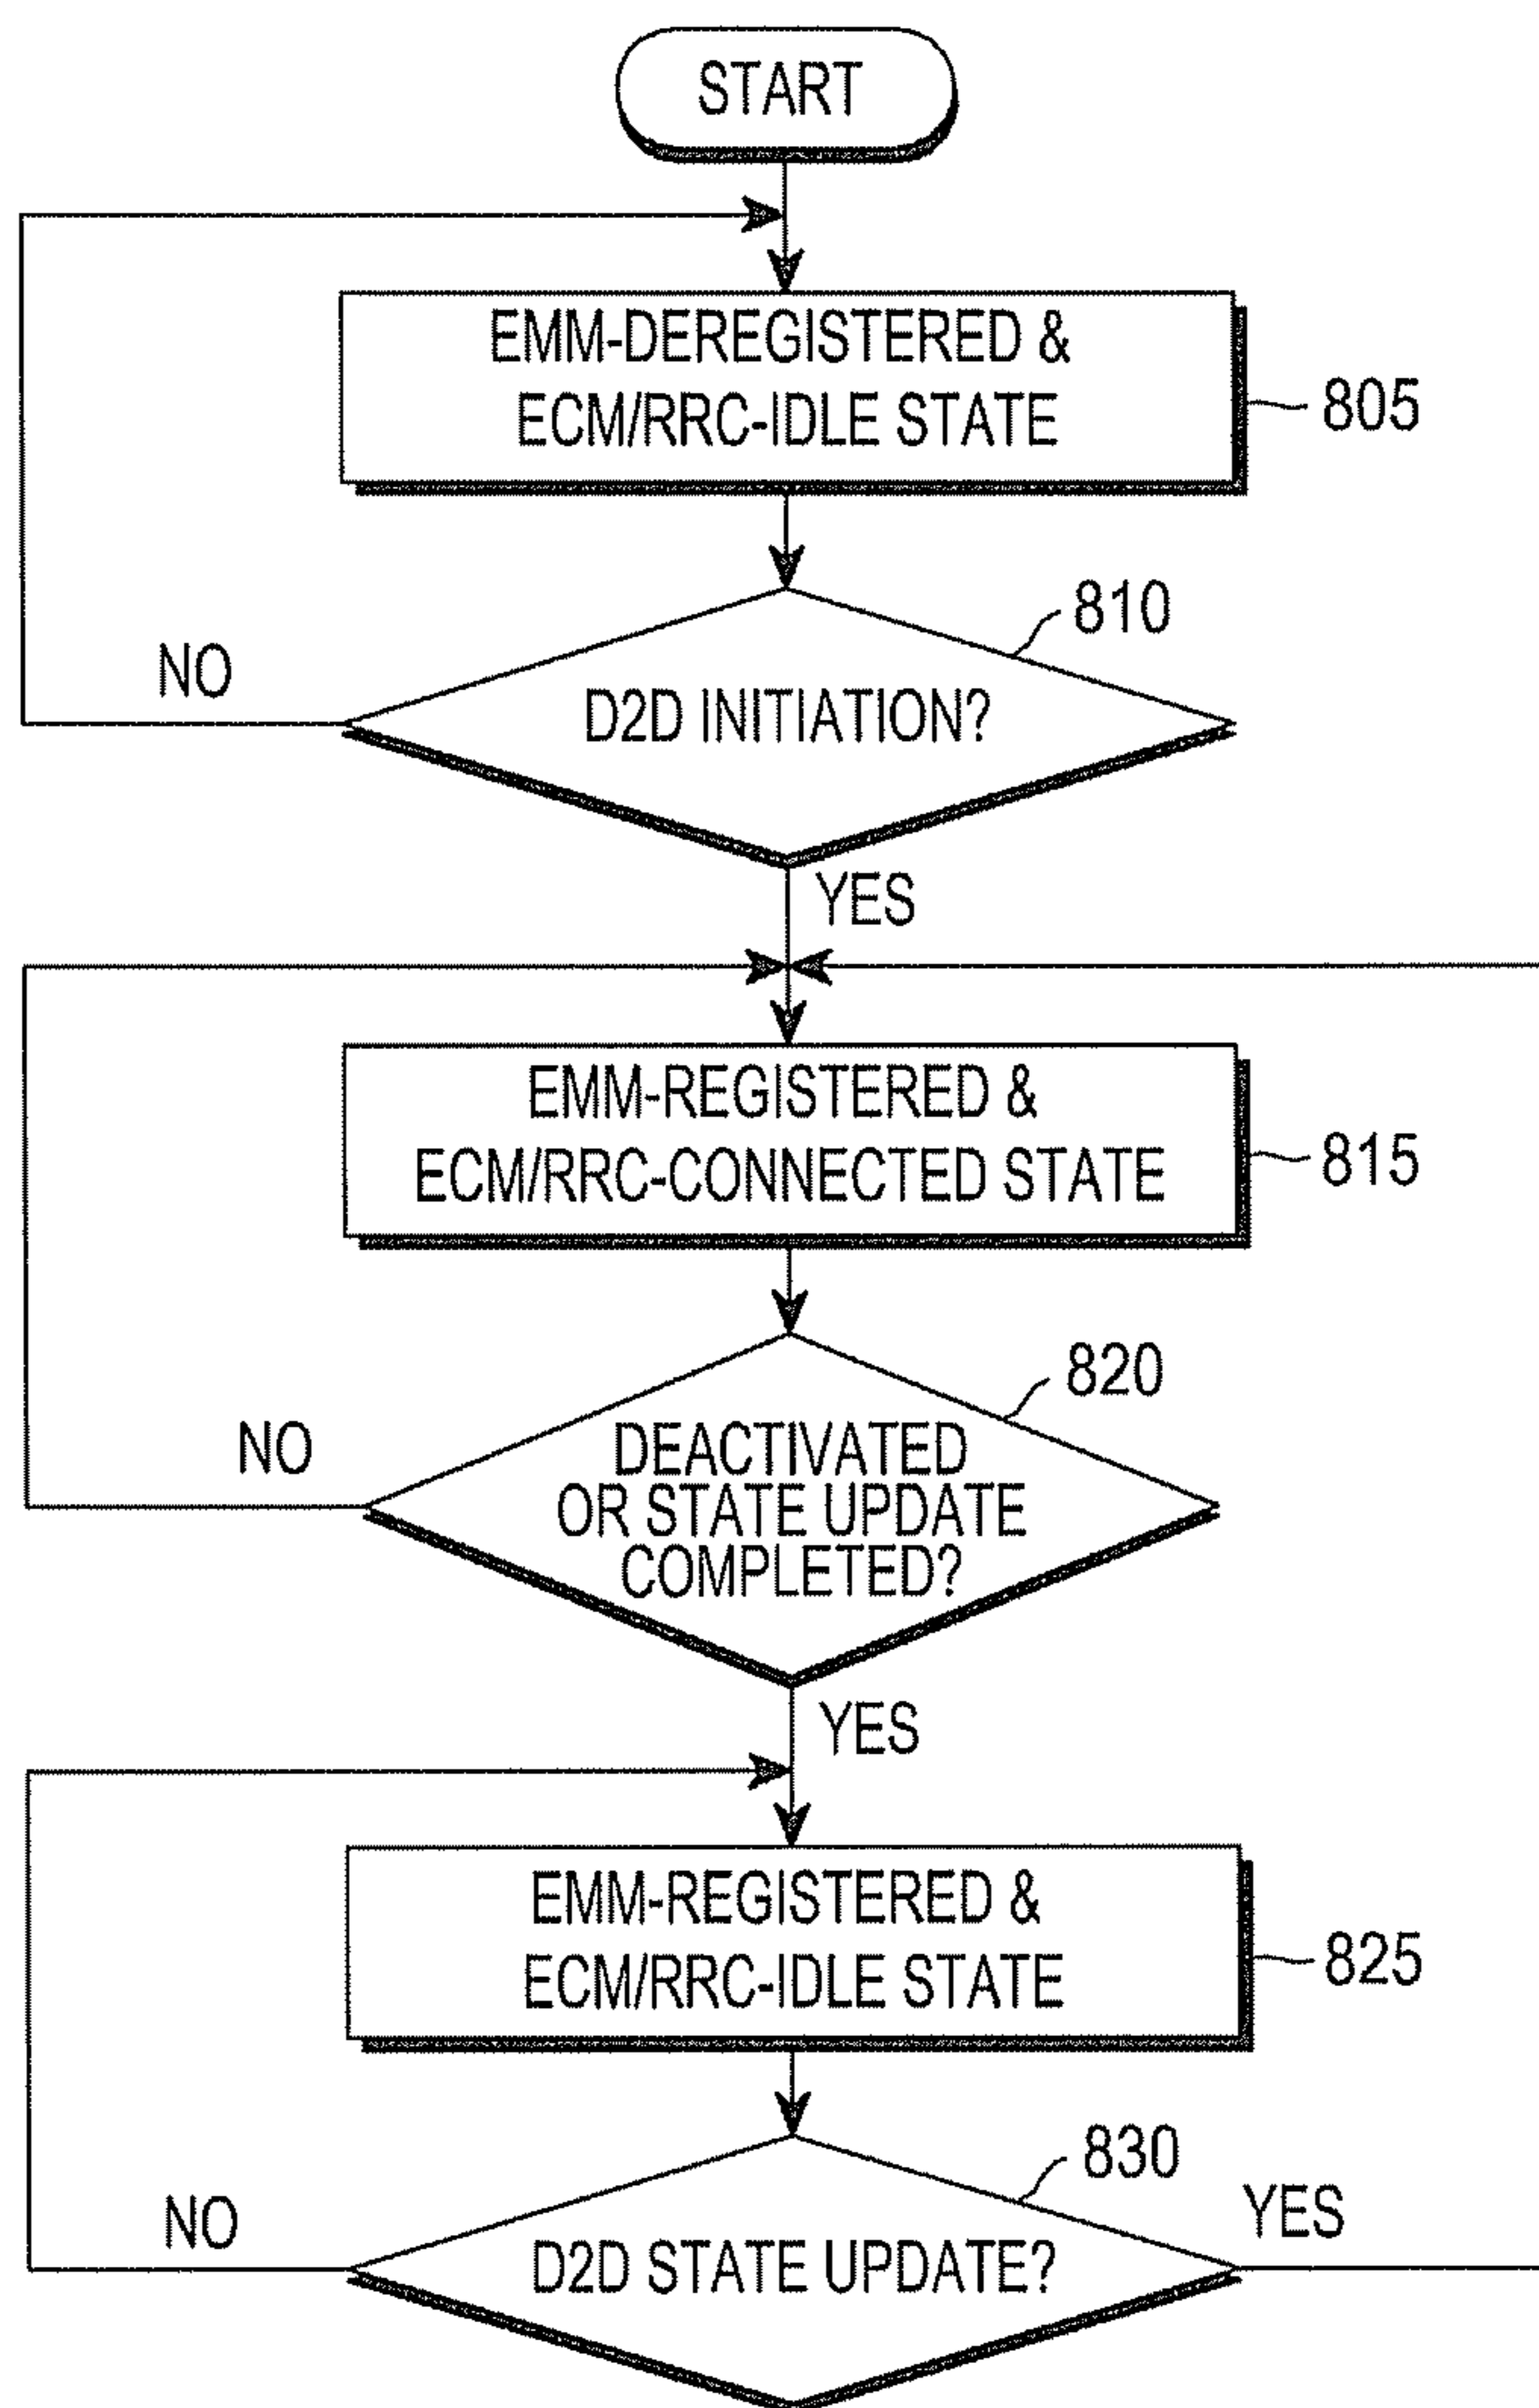 START
EMM-DEREGISTERED &
ECM/RRC-IDLE STATE
805
810
NO
D2D INITIATION?
YES
EMM-REGISTERED &
ECM/RRC-CONNECTED STATE
815
820
NO
DEACTIVATED
OR STATE UPDATE
COMPLETED?
YES
EMM-REGISTERED &
ECM/RRC-IDLE STATE
825
830
NO
YES
D2D STATE UPDATE?